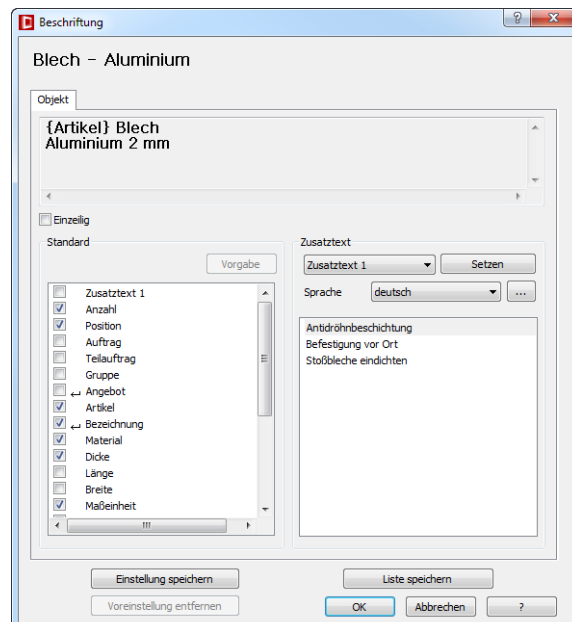 Beschriftung
Blech - Aluminium
Objekt
{Artikel} Blech
Aluminium 2 mm
Einzeilig
Standard
Vorgabe
Zusatztext 1
Anzahl
Position
Auftrag
Teilauftrag
Gruppe
Angebot
Artikel
Bezeichnung
Material
Dicke
Länge
Breite
Maßeinheit
Zusatztext
Zusatztext 1
Setzen
Sprache
deutsch
...
Antidröhnbeschichtung
Befestigung vor Ort
Stoßbleche eindichten
Einstellung speichern
Liste speichern
Voreinstellung entfernen
OK
Abbrechen
?